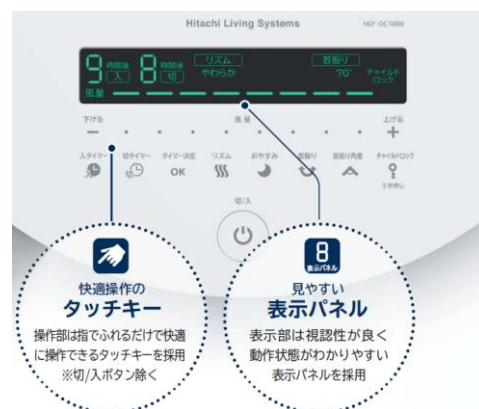 Hitachi Living Systems
HEF-DC1000
9 時間後 入 8 時間後 切 リズム やわらか 首振り 70° チャイルドロック
風量
下げる 風量 上げる
入タイマー 切タイマー タイマー決定 リズム おやすみ 首振り 首振り角度 チャイルドロック
OK
3秒押し
切/入
快適操作の
タッチキー
操作部は指でふれるだけで快適
に操作できるタッチキーを採用
※切/入ボタン除く
8
表示パネル
見やすい
表示パネル
表示部は視認性が良く
動作状態がわかりやすい
表示パネルを採用